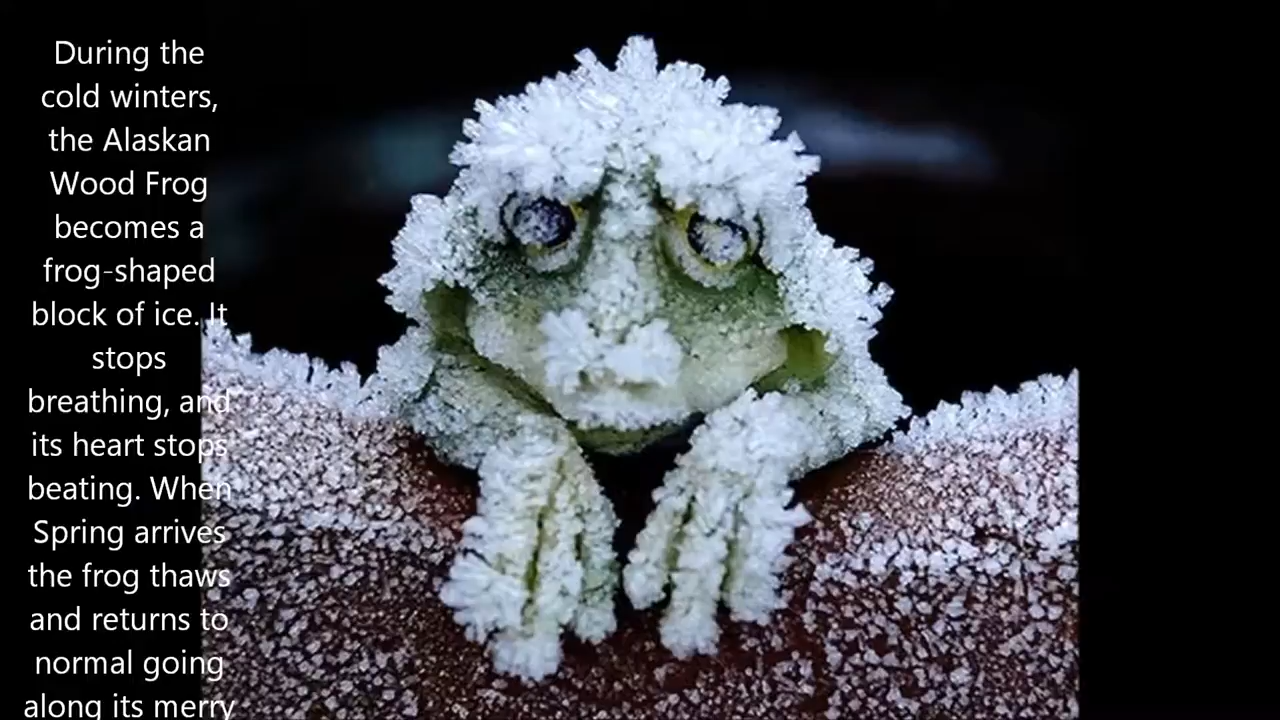 During the
cold winters,
the Alaskan
Wood Frog
becomes a
frog-shaped
block of ice. It
stops
breathing, and
its heart stops
beating. When
Spring arrives
the frog thaws
and returns to
normal going
along its merry